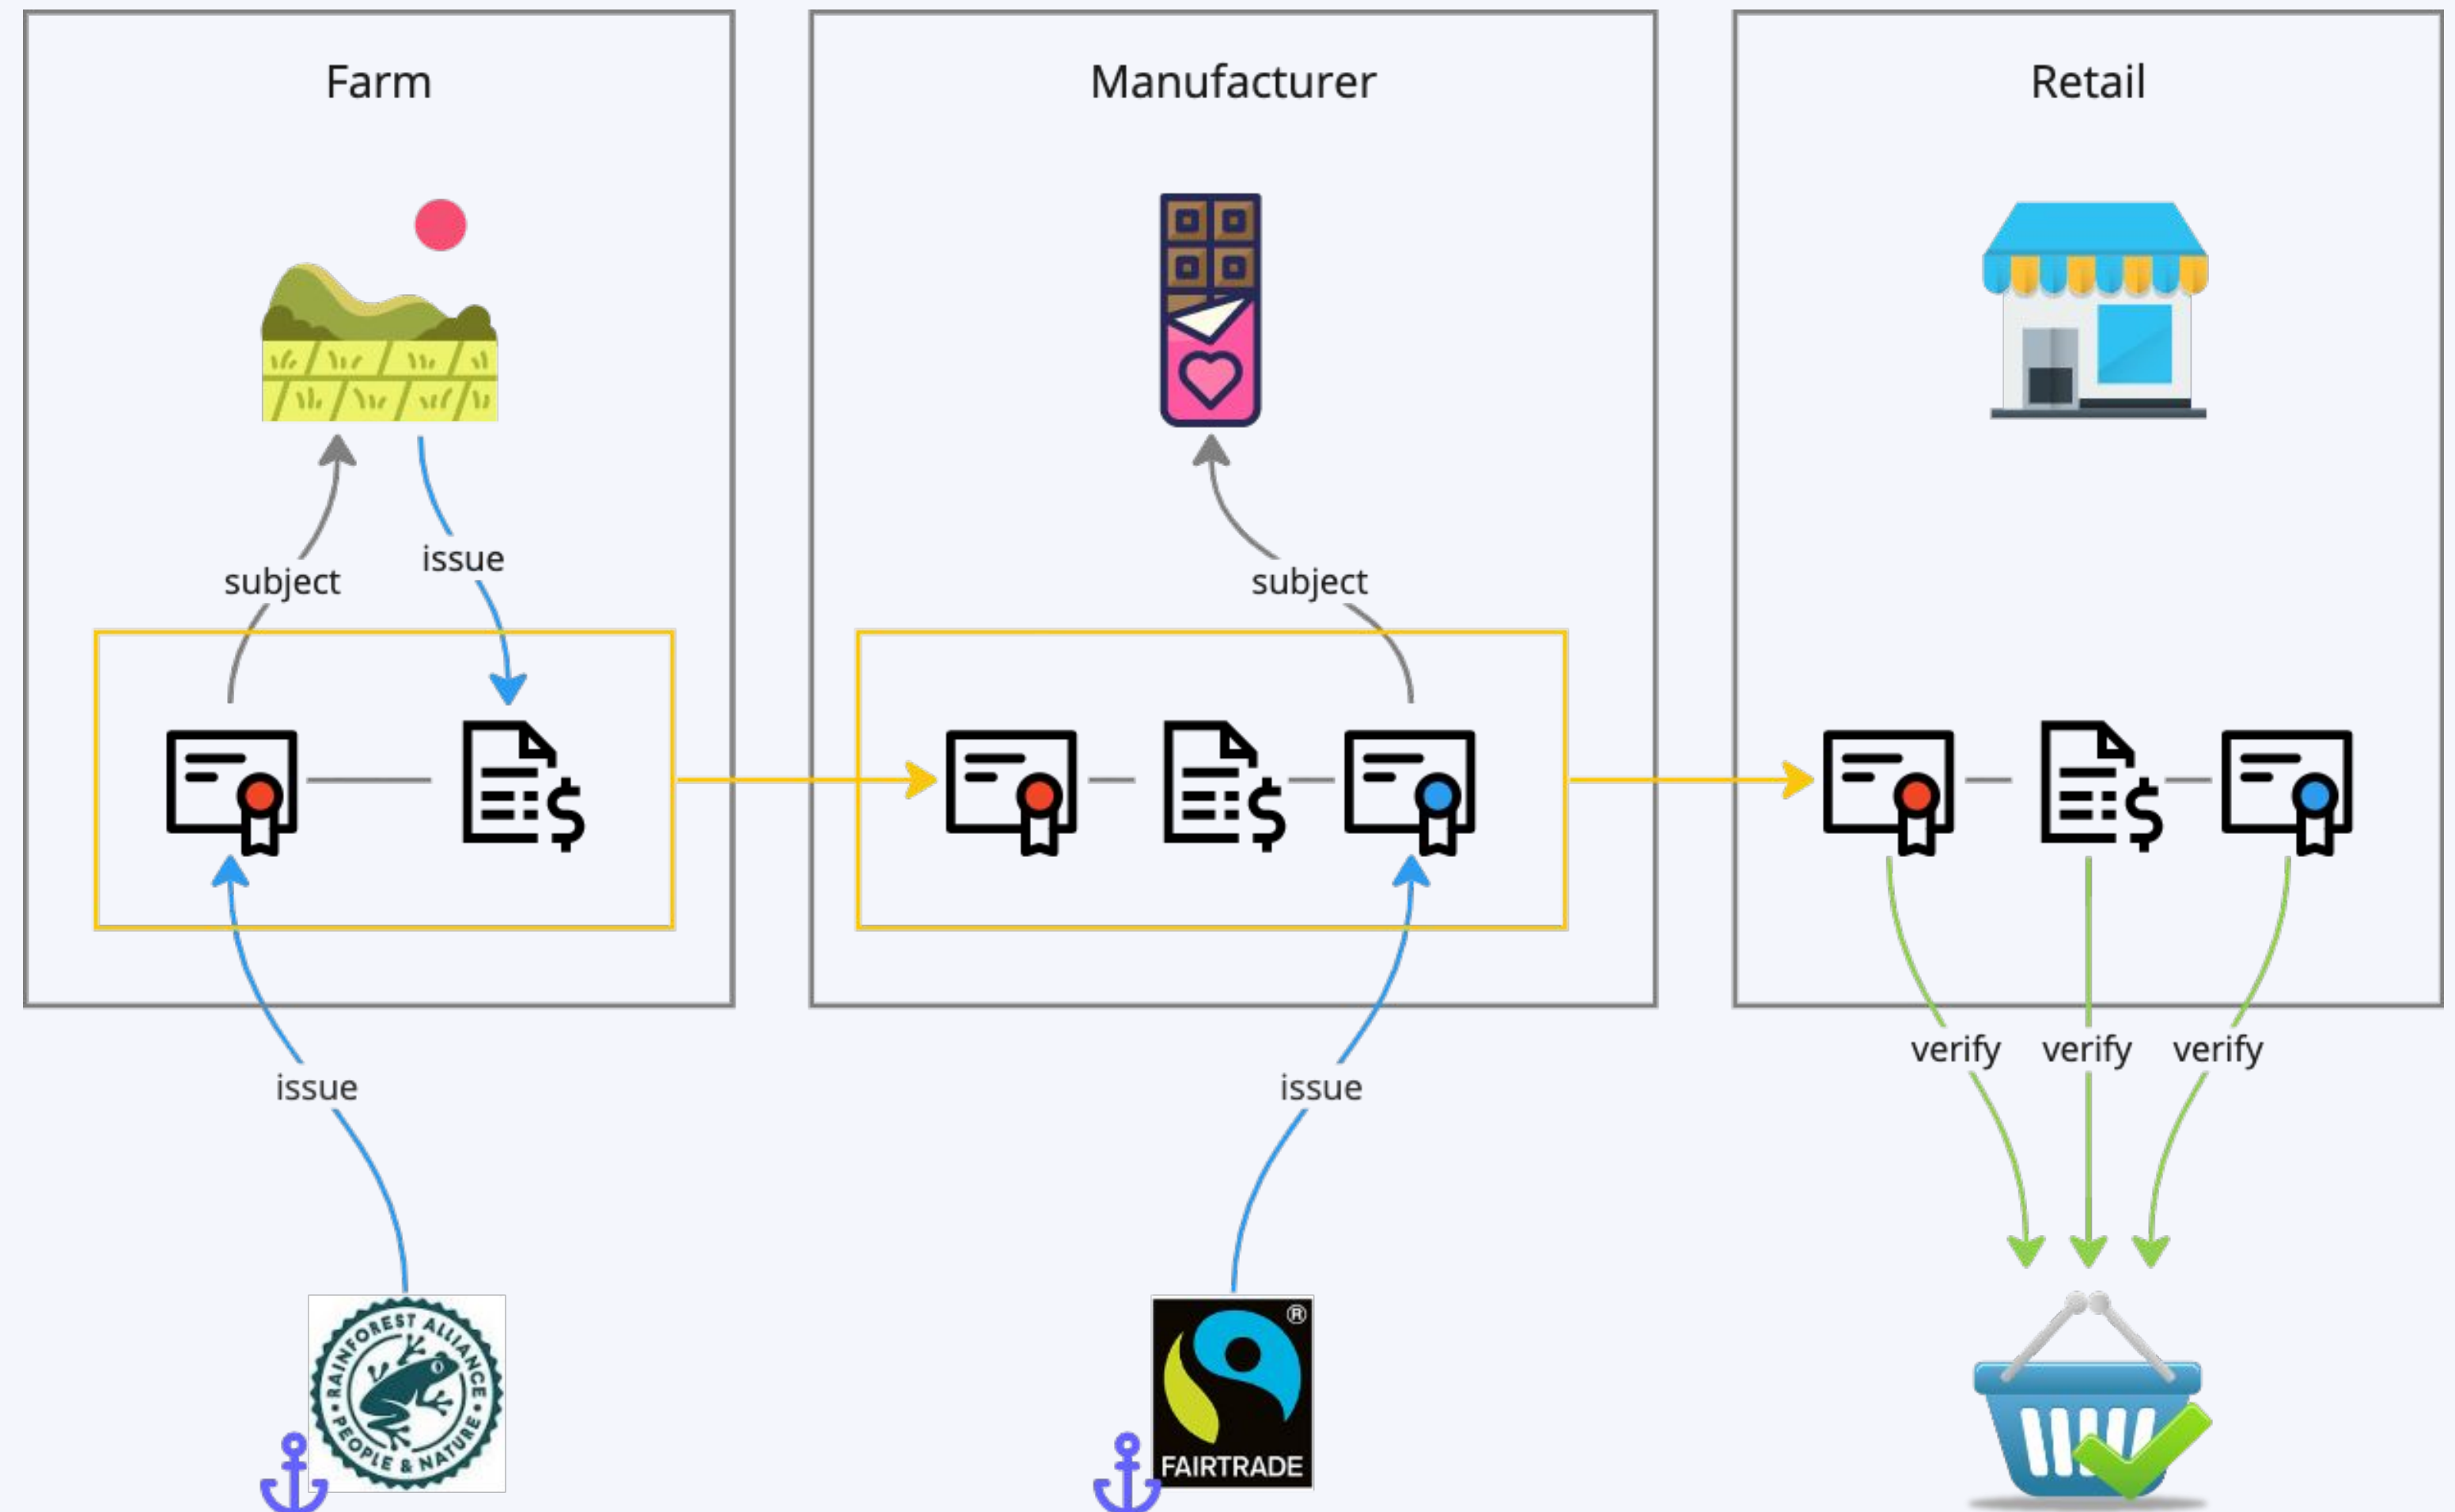 Farm
Manufacturer
Retail
subject
issue
subject
$
$
$
verify
verify
verify
issue
issue
RAINFOREST ALLIANCE
• PEOPLE & NATURE •
®
FAIRTRADE